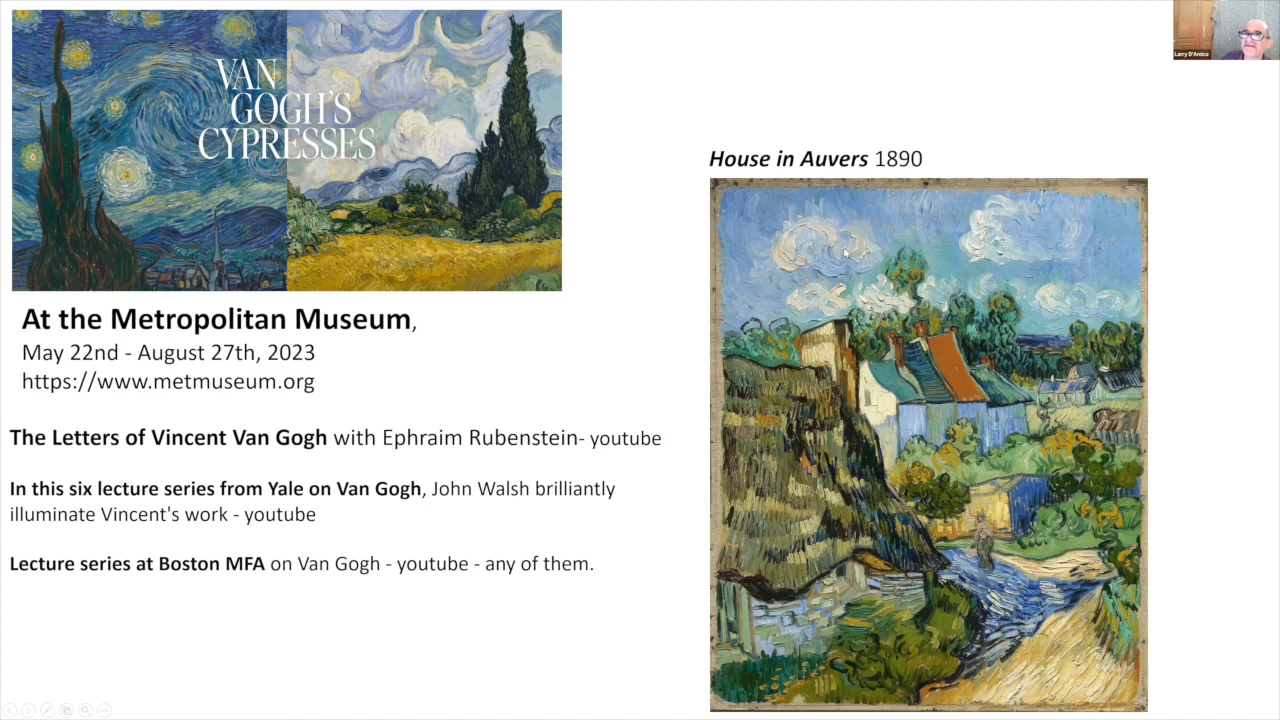 VAN
GOGH'S
CYPRESSES
At the Metropolitan Museum,
May 22nd - August 27th, 2023
https://www.metmuseum.org
The Letters of Vincent Van Gogh with Ephraim Rubenstein- youtube
In this six lecture series from Yale on Van Gogh, John Walsh brilliantly
illuminate Vincent's work - youtube
Lecture series at Boston MFA on Van Gogh - youtube - any of them.
House in Auvers 1890
Larry D'Amico